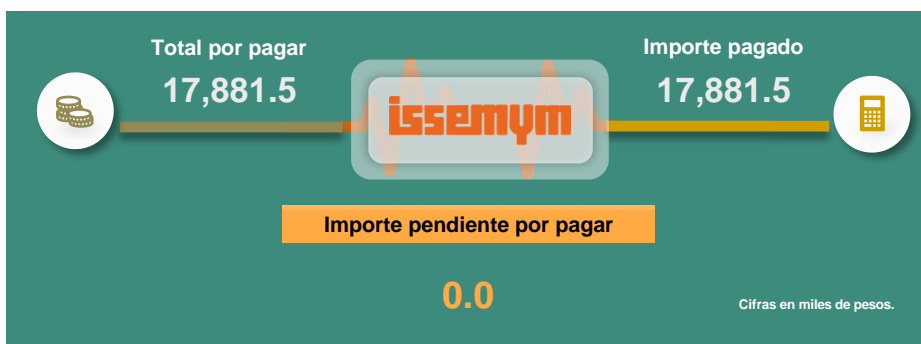 Total por pagar
17,881.5
Importe pagado
17,881.5
issemym
Importe pendiente por pagar
0.0
Cifras en miles de pesos.